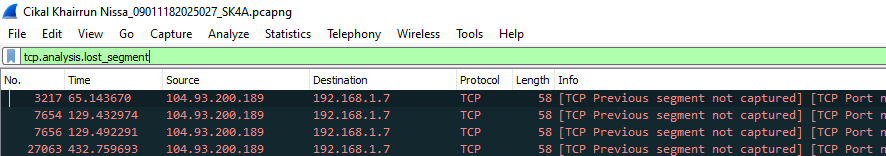 Cikal Khairrun Nissa_09011182025027_SK4A.pcapng
File Edit View Go Capture Analyze Statistics Telephony Wireless Tools Help
tcp.analysis.lost_segment
No. Time Source Destination Protocol Length Info
3217 65.143670 104.93.200.189 192.168.1.7 TCP 58 [TCP Previous segment not captured] [TCP Port n
7654 129.432974 104.93.200.189 192.168.1.7 TCP 58 [TCP Previous segment not captured] [TCP Port n
7656 129.492291 104.93.200.189 192.168.1.7 TCP 58 [TCP Previous segment not captured] [TCP Port n
27063 432.759693 104.93.200.189 192.168.1.7 TCP 58 [TCP Previous segment not captured] [TCP Port n